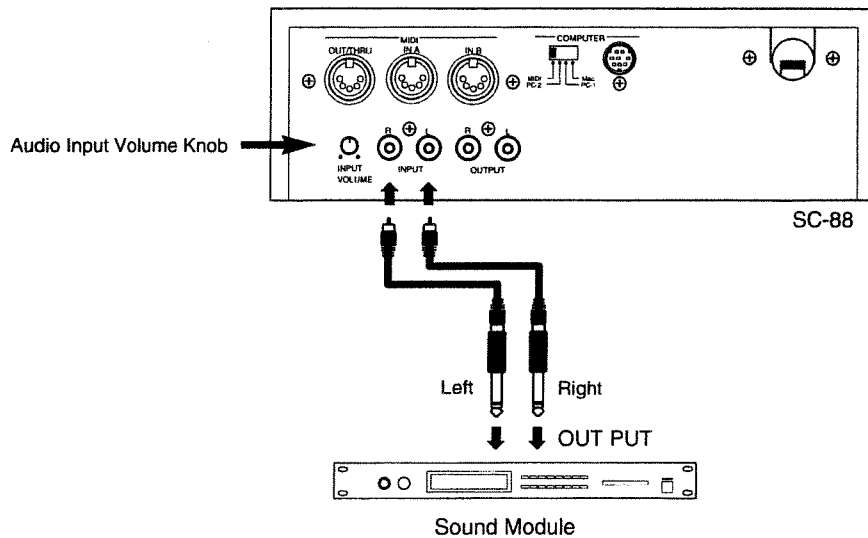 MIDI
COMPUTER
OUT/THRU
IN A
IN B
MIDI
PC-2
Mac
PC-1
Audio Input Volume Knob
R
L
R
L
INPUT
VOLUME
INPUT
OUTPUT
SC-88
Left
Right
OUT PUT
Sound Module